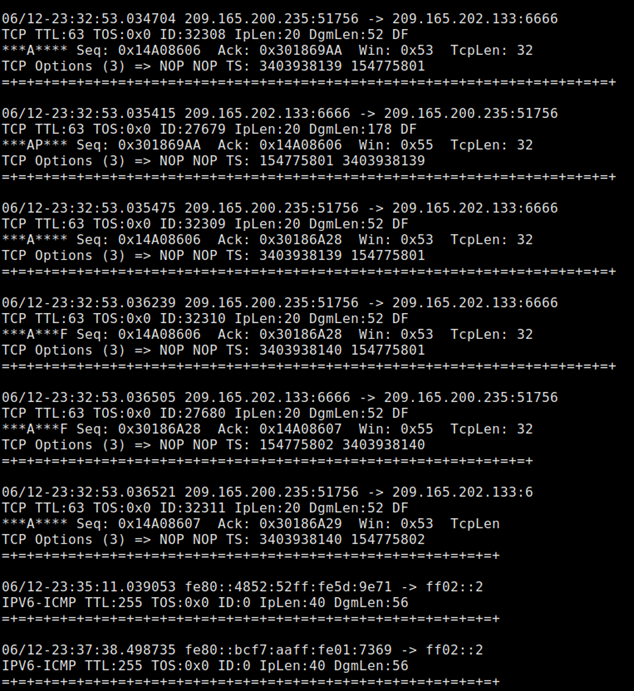 06/12-23:32:53.034704 209.165.200.235:51756 -> 209.165.202.133:6666
TCP TTL:63 TOS:0x0 ID:32308 IpLen:20 DgmLen:52 DF
***A**** Seq: 0x14A08606  Ack: 0x301869AA  Win: 0x53  TcpLen: 32
TCP Options (3) => NOP NOP TS: 3403938139 154775801
=+=+=+=+=+=+=+=+=+=+=+=+=+=+=+=+=+=+=+=+=+=+=+=+=+=+=+=+=+=+=+=+=+=+=+=+=+
06/12-23:32:53.035415 209.165.202.133:6666 -> 209.165.200.235:51756
TCP TTL:63 TOS:0x0 ID:27679 IpLen:20 DgmLen:178 DF
***AP*** Seq: 0x301869AA  Ack: 0x14A08606  Win: 0x55  TcpLen: 32
TCP Options (3) => NOP NOP TS: 154775801 3403938139
=+=+=+=+=+=+=+=+=+=+=+=+=+=+=+=+=+=+=+=+=+=+=+=+=+=+=+=+=+=+=+=+=+=+=+=+=+
06/12-23:32:53.035475 209.165.200.235:51756 -> 209.165.202.133:6666
TCP TTL:63 TOS:0x0 ID:32309 IpLen:20 DgmLen:52 DF
***A**** Seq: 0x14A08606  Ack: 0x30186A28  Win: 0x53  TcpLen: 32
TCP Options (3) => NOP NOP TS: 3403938139 154775801
=+=+=+=+=+=+=+=+=+=+=+=+=+=+=+=+=+=+=+=+=+=+=+=+=+=+=+=+=+=+=+=+=+=+=+=+=+
06/12-23:32:53.036239 209.165.200.235:51756 -> 209.165.202.133:6666
TCP TTL:63 TOS:0x0 ID:32310 IpLen:20 DgmLen:52 DF
***A***F Seq: 0x14A08606  Ack: 0x30186A28  Win: 0x53  TcpLen: 32
TCP Options (3) => NOP NOP TS: 3403938140 154775801
=+=+=+=+=+=+=+=+=+=+=+=+=+=+=+=+=+=+=+=+=+=+=+=+=+=+=+=+=+=+=+=+=+=+=+=+=+
06/12-23:32:53.036505 209.165.202.133:6666 -> 209.165.200.235:51756
TCP TTL:63 TOS:0x0 ID:27680 IpLen:20 DgmLen:52 DF
***A***F Seq: 0x30186A28  Ack: 0x14A08607  Win: 0x55  TcpLen: 32
TCP Options (3) => NOP NOP TS: 154775802 3403938140
=+=+=+=+=+=+=+=+=+=+=+=+=+=+=+=+=+=+=+=+=+=+=+=+=+=+=+=+=+=+=+=+
06/12-23:32:53.036521 209.165.200.235:51756 -> 209.165.202.133:6
TCP TTL:63 TOS:0x0 ID:32311 IpLen:20 DgmLen:52 DF
***A**** Seq: 0x14A08607  Ack: 0x30186A29  Win: 0x53  TcpLen
TCP Options (3) => NOP NOP TS: 3403938140 154775802
=+=+=+=+=+=+=+=+=+=+=+=+=+=+=+=+=+=+=+=+=+=+=+=+=+=+=+=+=+=+
06/12-23:35:11.039053 fe80::4852:52ff:fe5d:9e71 -> ff02::2
IPV6-ICMP TTL:255 TOS:0x0 ID:0 IpLen:40 DgmLen:56
=+=+=+=+=+=+=+=+=+=+=+=+=+=+=+=+=+=+=+=+=+=+=+=+=+=+=+=+=+=+
06/12-23:37:38.498735 fe80::bcf7:aaff:fe01:7369 -> ff02::2
IPV6-ICMP TTL:255 TOS:0x0 ID:0 IpLen:40 DgmLen:56
=+=+=+=+=+=+=+=+=+=+=+=+=+=+=+=+=+=+=+=+=+=+=+=+=+=+=+=+=+=+